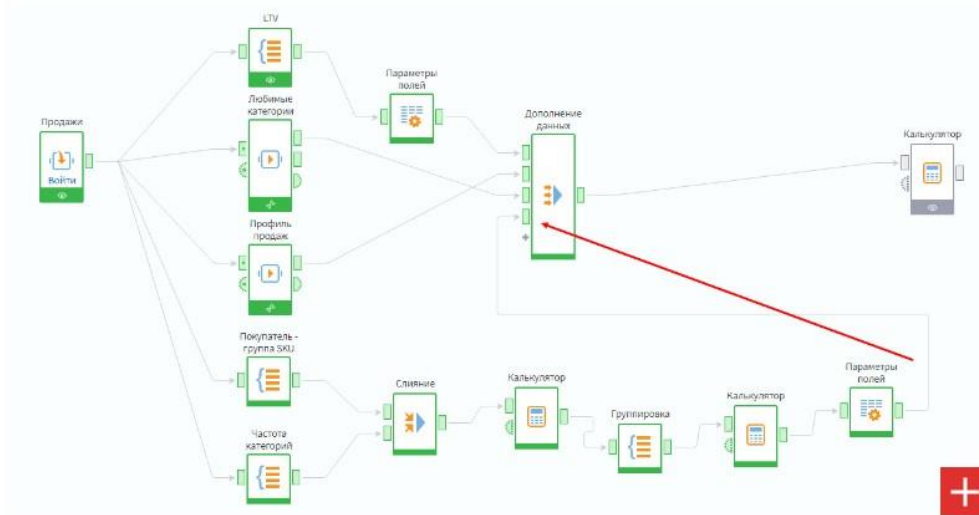 LTV
Параметры
полей
Любимые
категории
Дополнение
данных
Продажи
Войти
Калькулятор
Профиль
продаж
Покупатель -
группа SKU
Слияние
Калькулятор
Группировка
Калькулятор
Параметры
полей
Частота
категорий